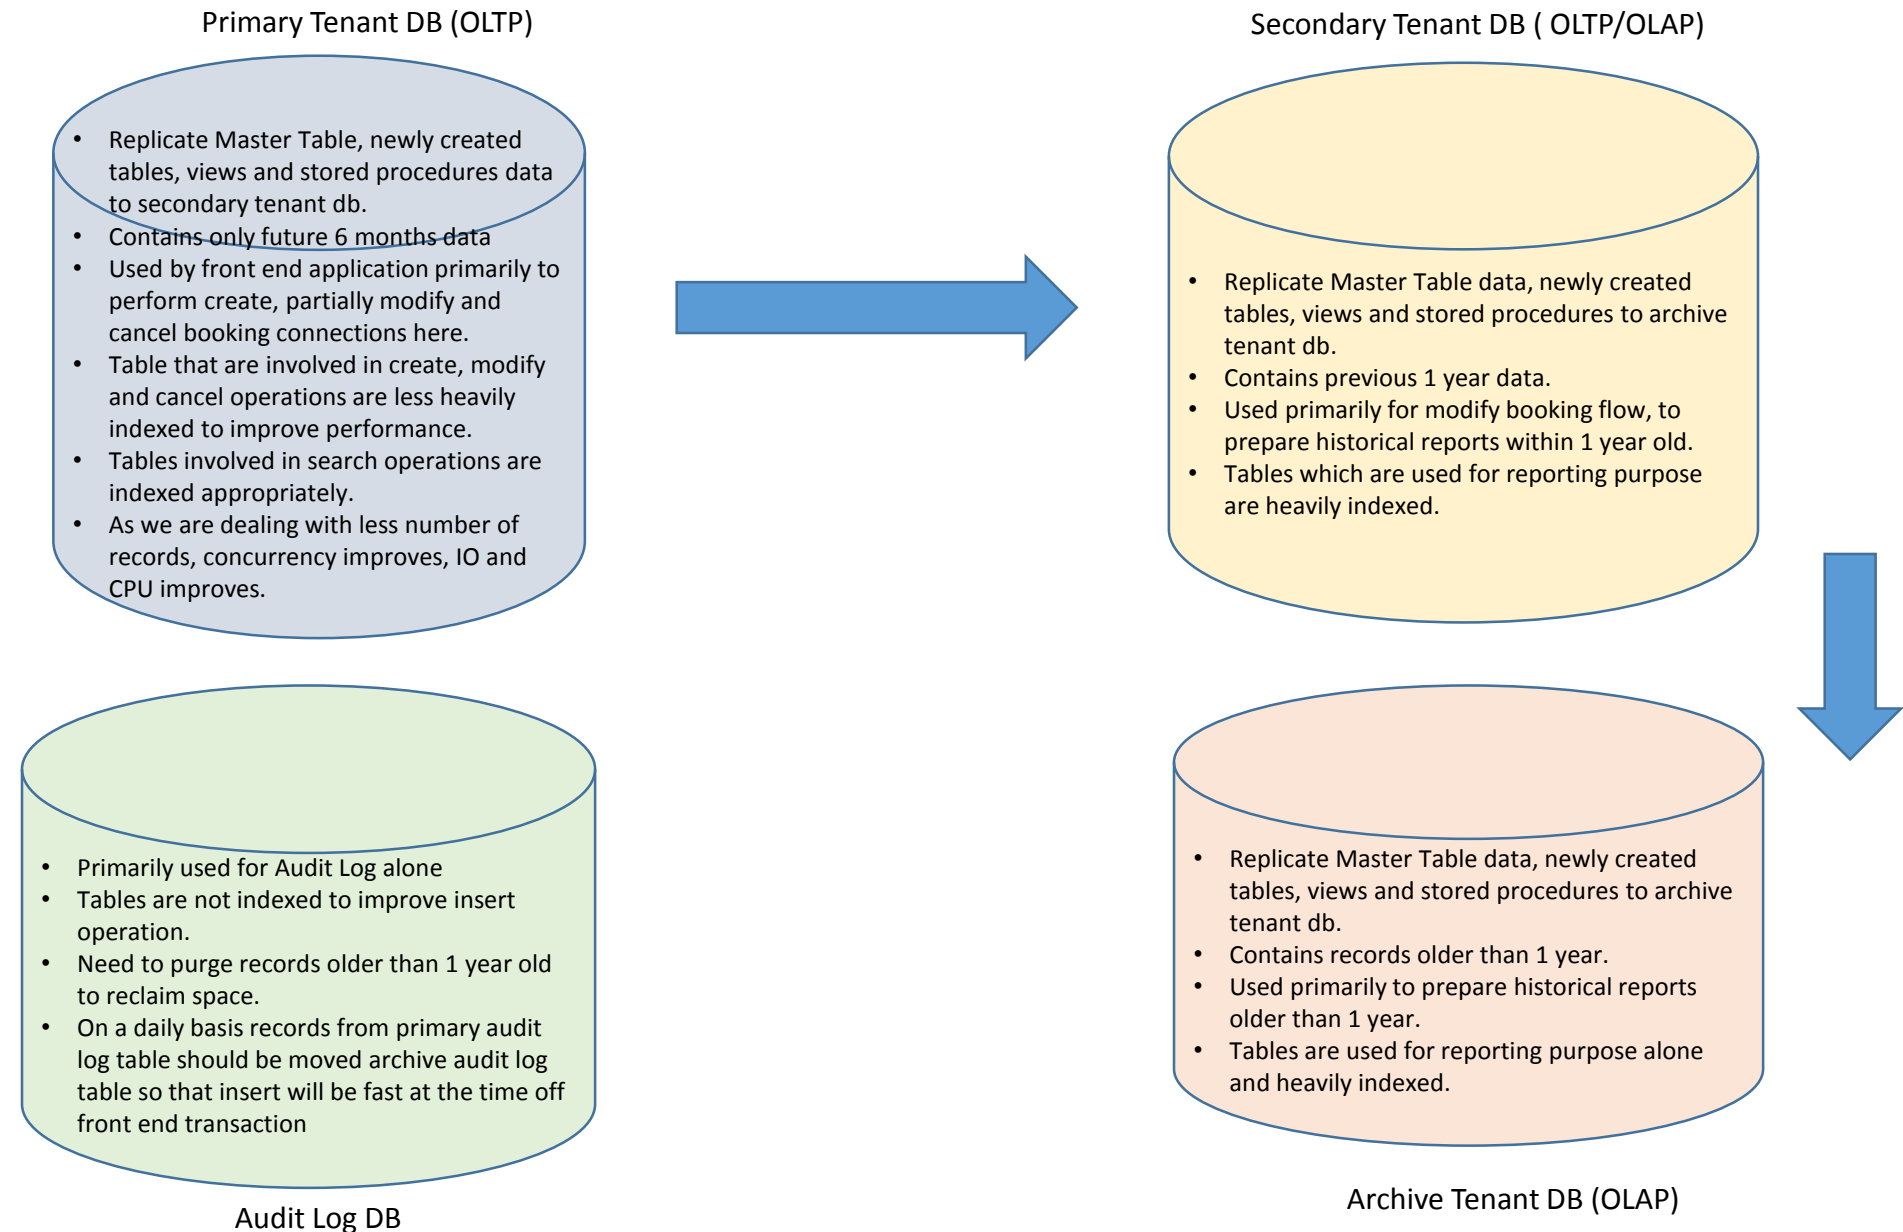 Primary Tenant DB (OLTP)
• Replicate Master Table, newly created
tables, views and stored procedures data
to secondary tenant db.
• Contains only future 6 months data
• Used by front end application primarily to
perform create, partially modify and
cancel booking connections here.
• Table that are involved in create, modify
and cancel operations are less heavily
indexed to improve performance.
• Tables involved in search operations are
indexed appropriately.
• As we are dealing with less number of
records, concurrency improves, IO and
CPU improves.
Secondary Tenant DB ( OLTP/OLAP)
• Replicate Master Table data, newly created
tables, views and stored procedures to archive
tenant db.
• Contains previous 1 year data.
• Used primarily for modify booking flow, to
prepare historical reports within 1 year old.
• Tables which are used for reporting purpose
are heavily indexed.
• Primarily used for Audit Log alone
• Tables are not indexed to improve insert
operation.
• Need to purge records older than 1 year old
to reclaim space.
• On a daily basis records from primary audit
log table should be moved archive audit log
table so that insert will be fast at the time off
front end transaction
Audit Log DB
• Replicate Master Table data, newly created
tables, views and stored procedures to archive
tenant db.
• Contains records older than 1 year.
• Used primarily to prepare historical reports
older than 1 year.
• Tables are used for reporting purpose alone
and heavily indexed.
Archive Tenant DB (OLAP)